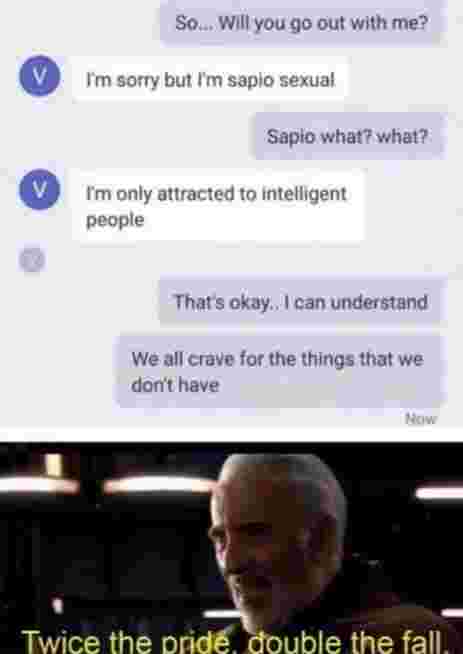 So... Will you go out with me?
V
I'm sorry but I'm sapio sexual
Sapio what? what?
V
I'm only attracted to intelligent
people
V
That's okay.. I can understand
We all crave for the things that we
don't have
Now
Twice the pride, double the fall.